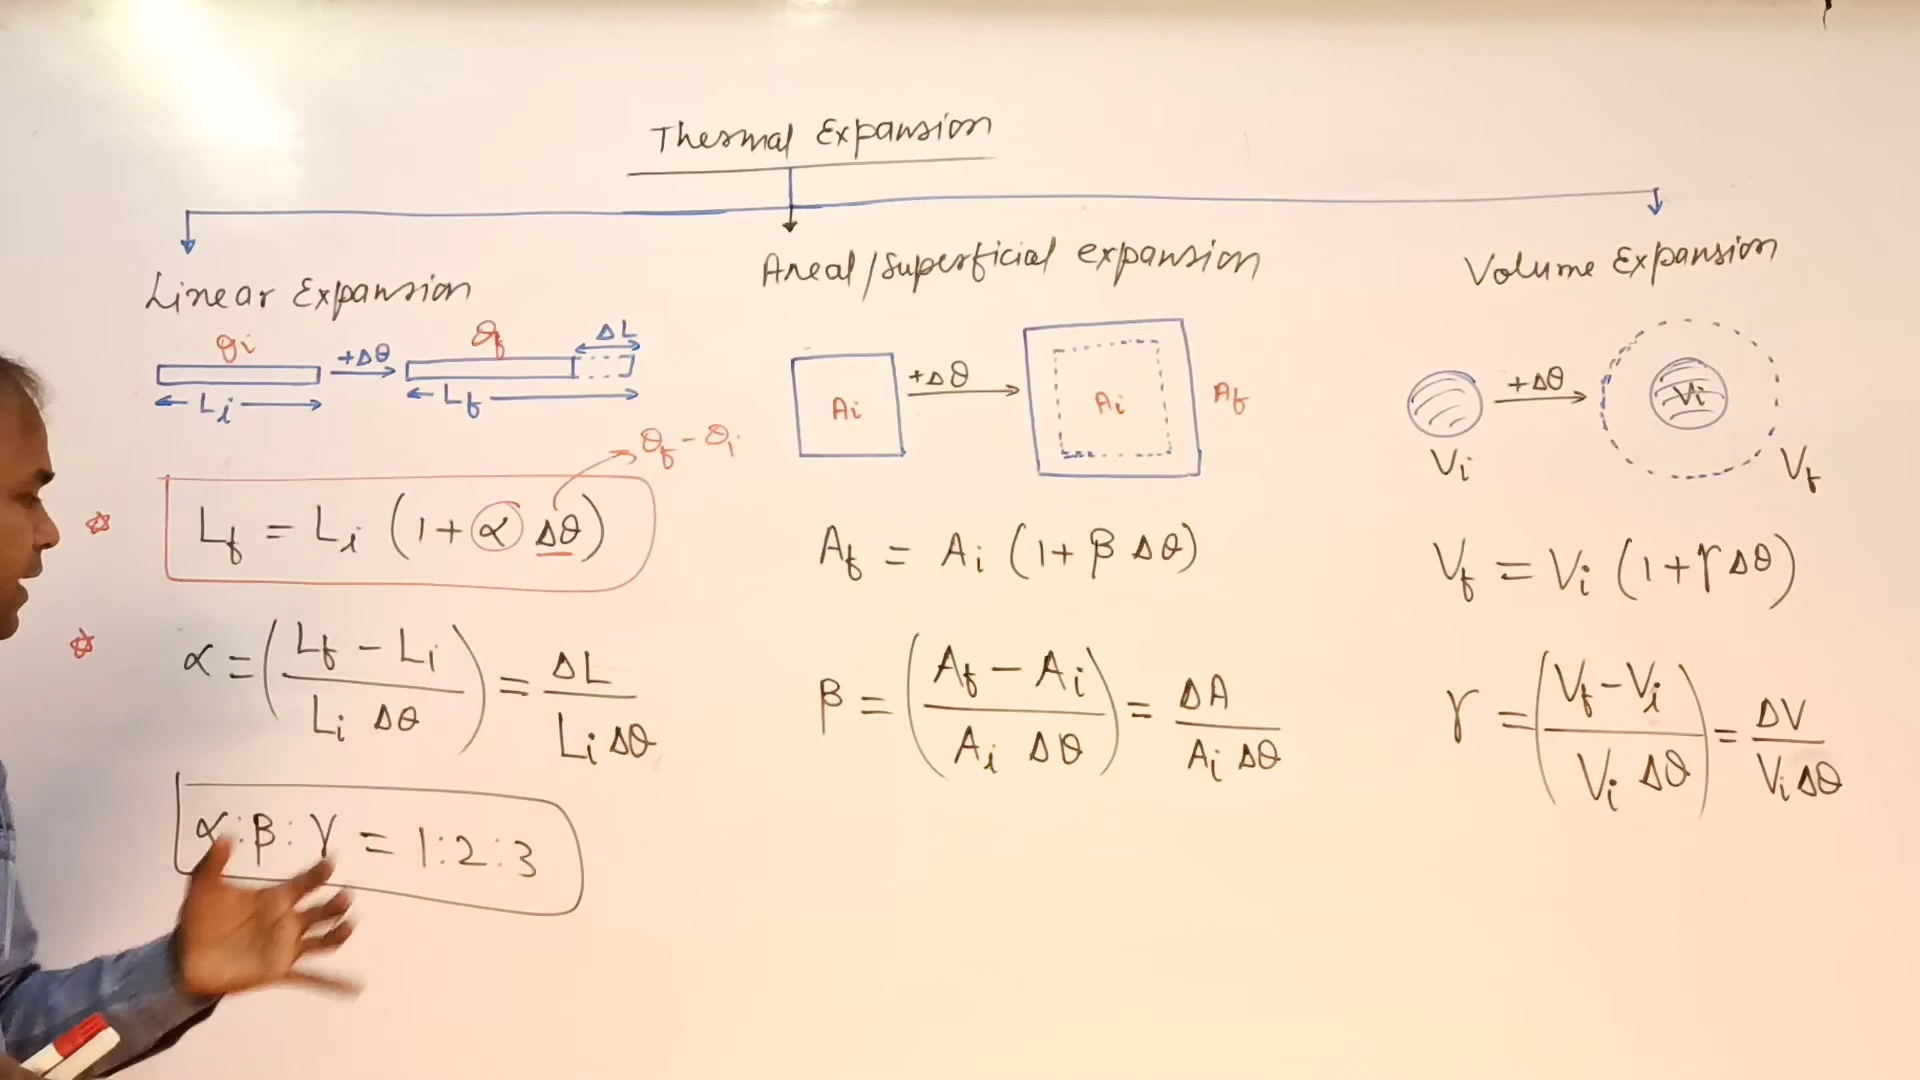 Thermal Expansion
Linear Expansion
θi
+Δθ
θf
ΔL
Li
Lf
θf - θi
Lf = Li (1 + α Δθ)
α = (Lf - Li / Li Δθ) = ΔL / Li Δθ
α : β : γ = 1 : 2 : 3
Areal/Superficial expansion
Ai
+Δθ
Ai
Af
Af = Ai (1 + β Δθ)
β = (Af - Ai / Ai Δθ) = ΔA / Ai Δθ
Volume Expansion
+Δθ
Vi
Vi
Vf
Vf = Vi (1 + γ Δθ)
γ = (Vf - Vi / Vi Δθ) = ΔV / Vi Δθ